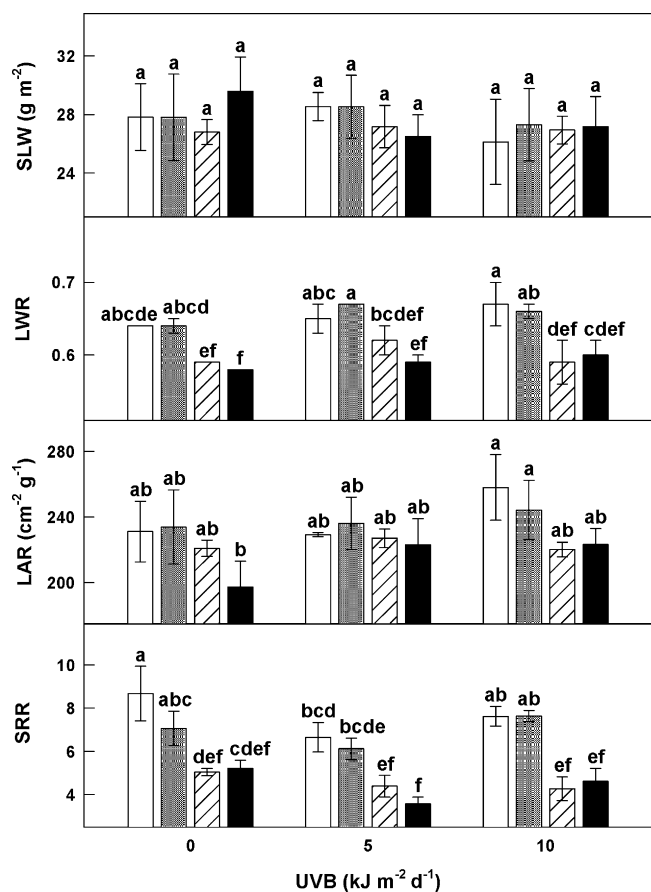 a a a a a a a a a a a a
32
28
24
SLW (g m-2)
abcde abcd ef f abc a bcdef ef a ab def cdef
0.7
0.6
LWR
ab ab ab b ab ab ab ab a a ab ab
280
240
200
LAR (cm-2 g-1)
a abc def cdef bcd bcde ef f ab ab ef ef
10
8
6
4
SRR
0 5 10
UVB (kJ m-2 d-1)